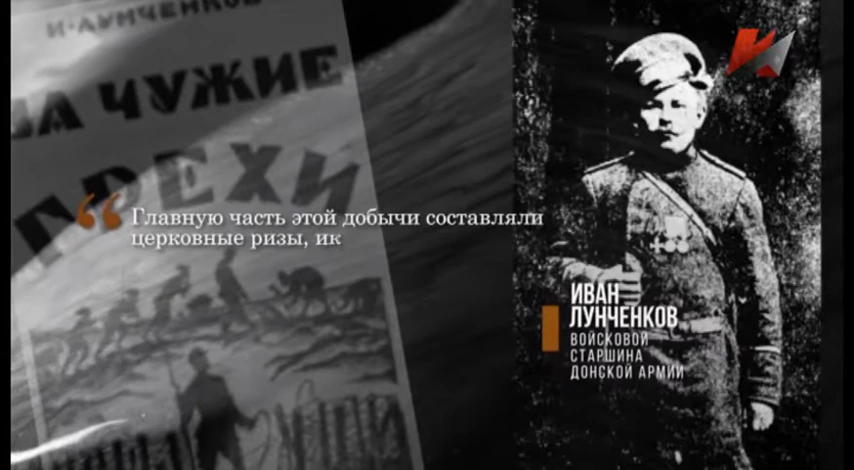 И. ЛУНЧЕНКОВ
ЗА ЧУЖИЕ
ГРЕХИ
Главную часть этой добычи составляли
церковные ризы, ик
ИВАН
ЛУНЧЕНКОВ
ВОЙСКОВОЙ
СТАРШИНА
ДОНСКОЙ АРМИИ